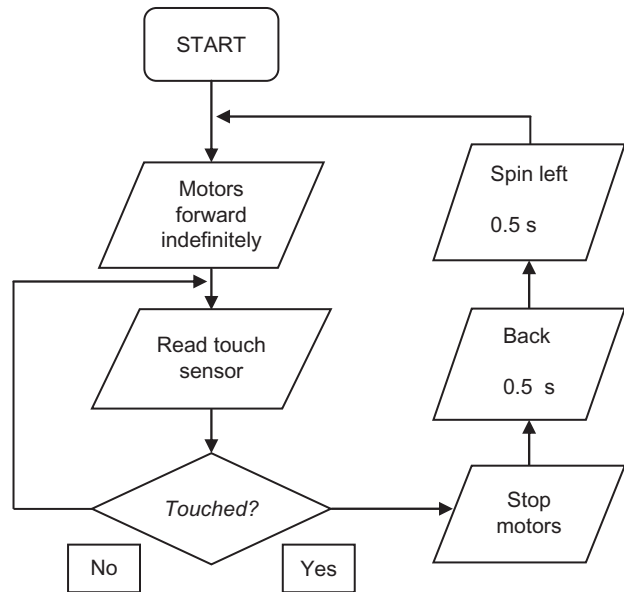 START
Motors
forward
indefinitely
Read touch
sensor
Touched?
No
Yes
Stop
motors
Back
0.5 s
Spin left
0.5 s